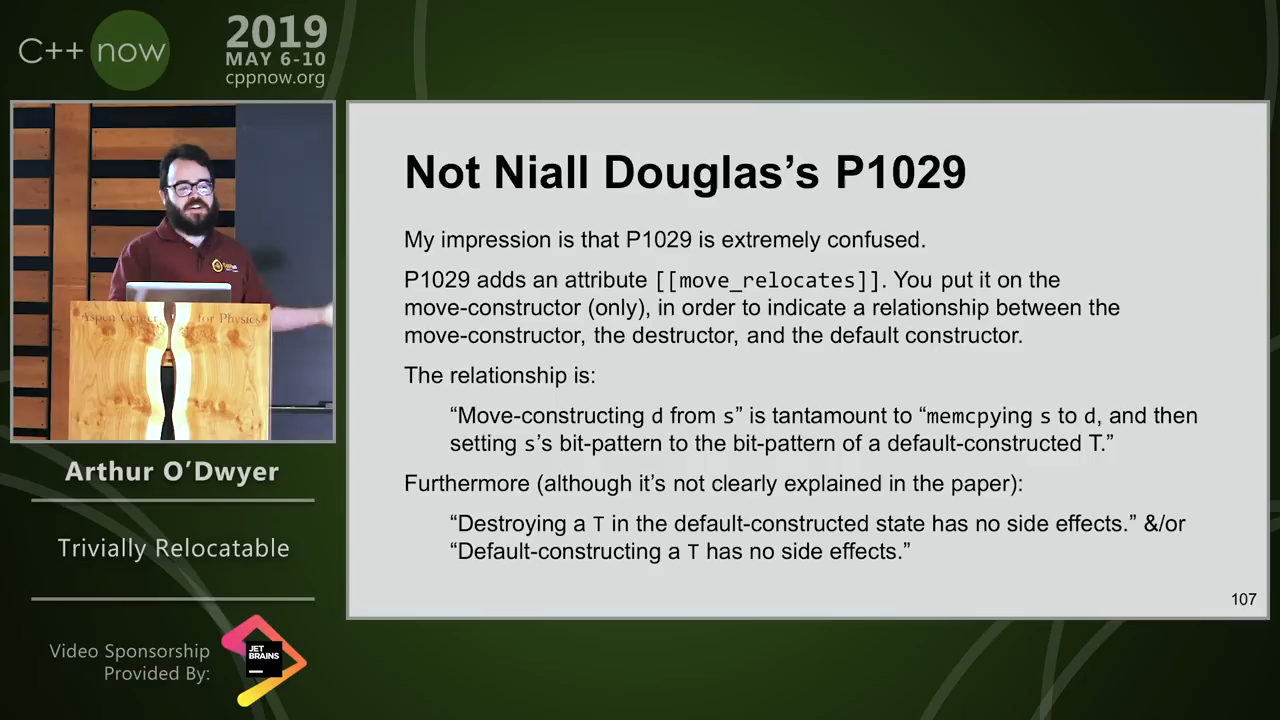 C++ now
2019
MAY 6-10
cppnow.org
Aspen Center for Physics
Arthur O’Dwyer
Trivially Relocatable
Video Sponsorship
Provided By:
JET
BRAINS
Not Niall Douglas’s P1029
My impression is that P1029 is extremely confused.
P1029 adds an attribute [[move_relocates]]. You put it on the
move-constructor (only), in order to indicate a relationship between the
move-constructor, the destructor, and the default constructor.
The relationship is:
“Move-constructing d from s” is tantamount to “memcpying s to d, and then
setting s’s bit-pattern to the bit-pattern of a default-constructed T.”
Furthermore (although it’s not clearly explained in the paper):
“Destroying a T in the default-constructed state has no side effects.” &/or
“Default-constructing a T has no side effects.”
107